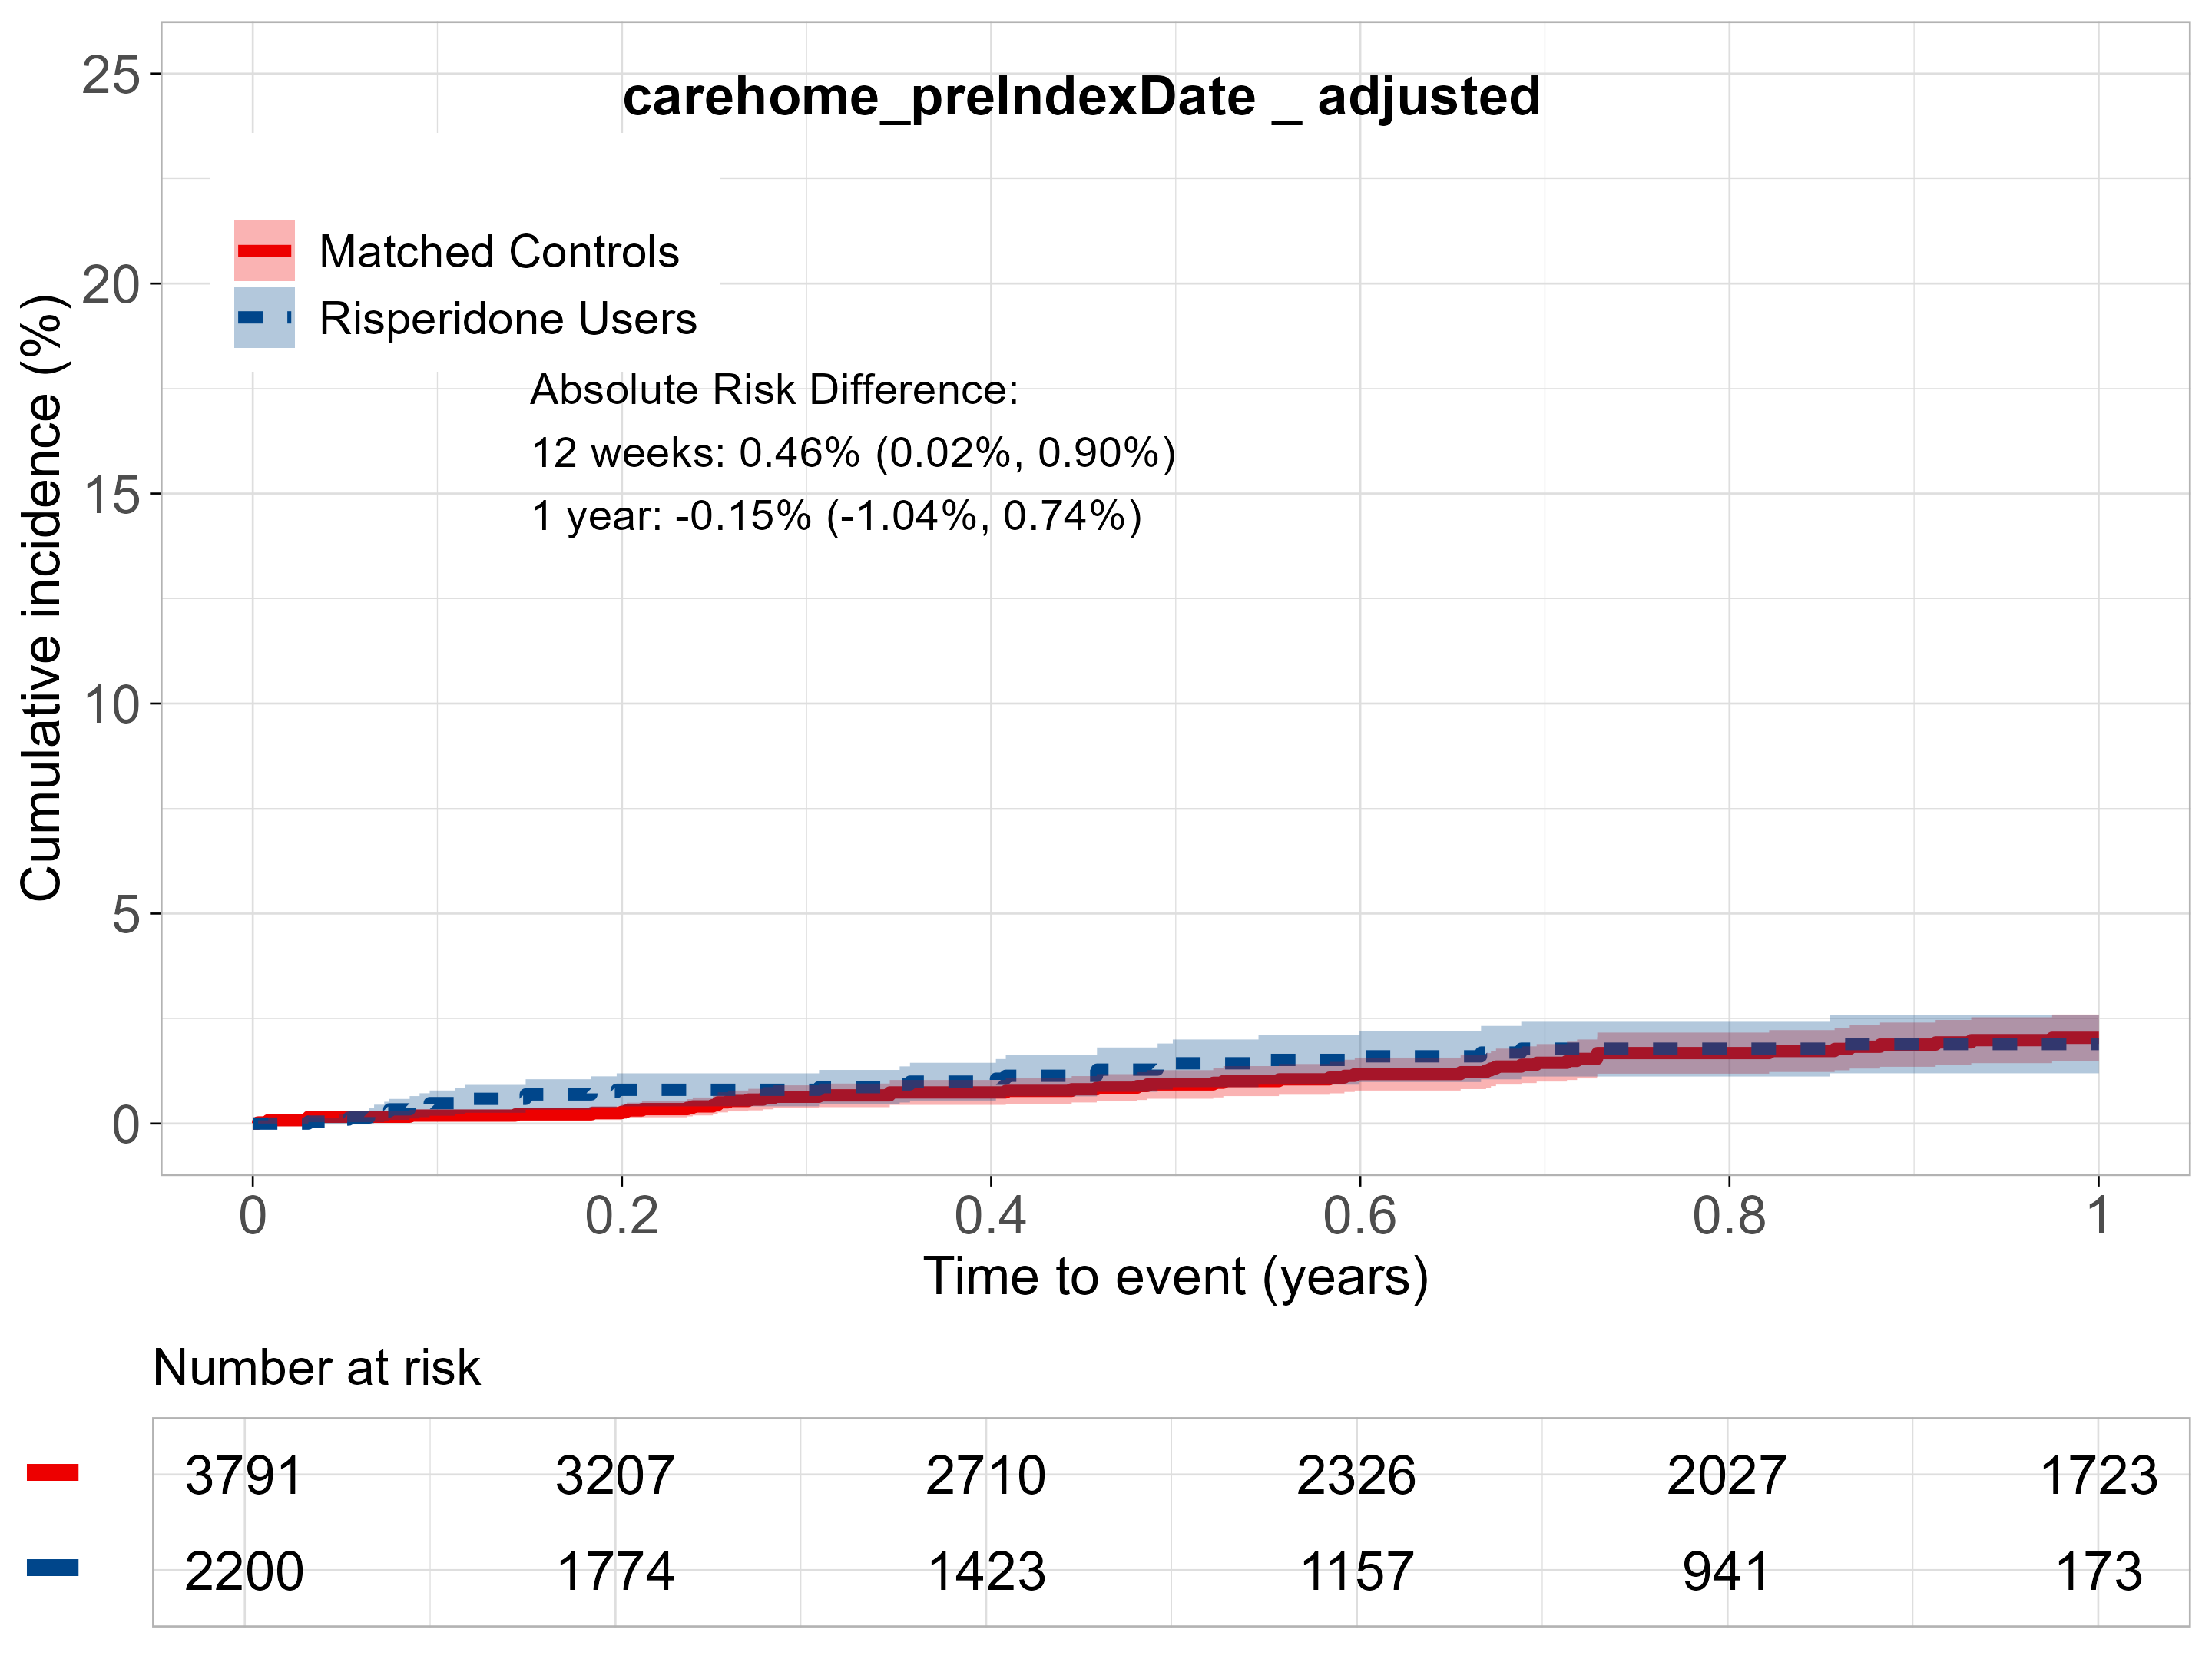 carehome_preIndexDate _ adjusted
Matched Controls
Risperidone Users
Absolute Risk Difference:
12 weeks: 0.46% (0.02%, 0.90%)
1 year: -0.15% (-1.04%, 0.74%)
Cumulative incidence (%)
25
20
15
10
5
0
0 0.2 0.4 0.6 0.8 1
Time to event (years)
Number at risk
3791 3207 2710 2326 2027 1723
2200 1774 1423 1157 941 173